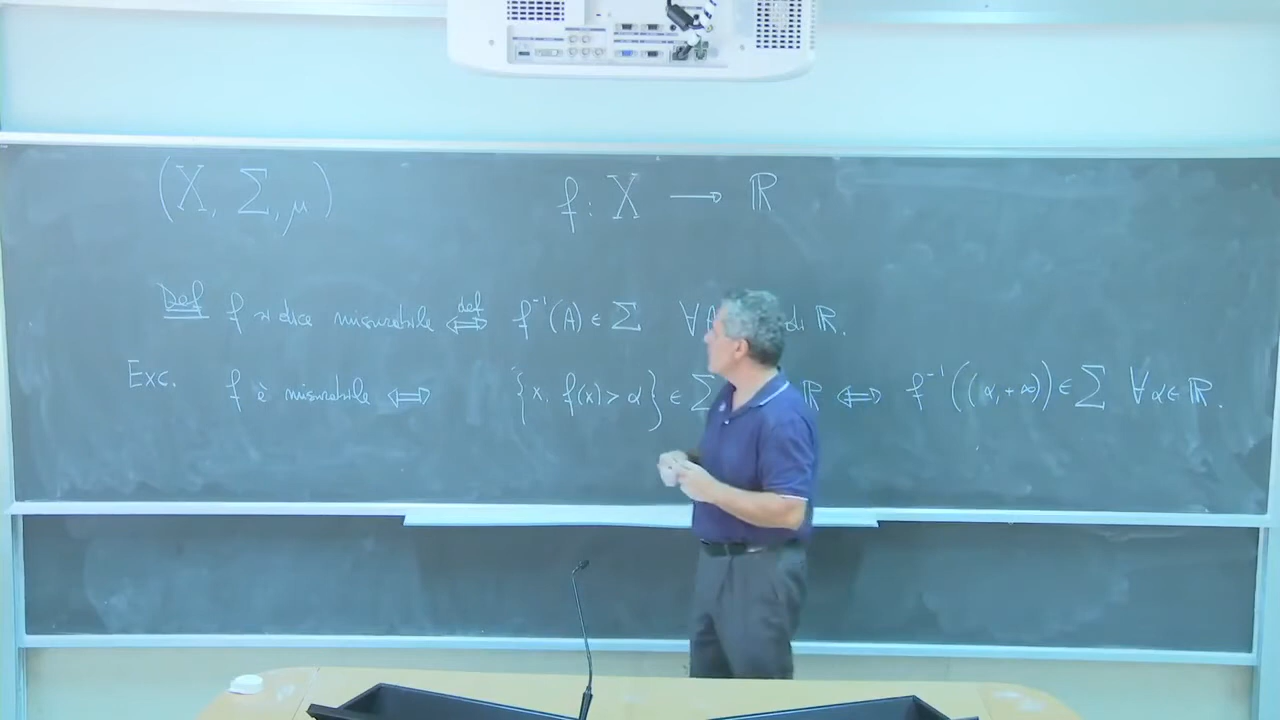 (X, Σ, μ) f: X → ℝ
Def f si dice misurabile ⟺def f⁻¹(A) ∈ Σ ∀A di ℝ.
Exc. f è misurabile ⟺ {x. f(x) > α} ∈ Σ ℝ ⟺ f⁻¹((α, +∞)) ∈ Σ ∀α ∈ ℝ.